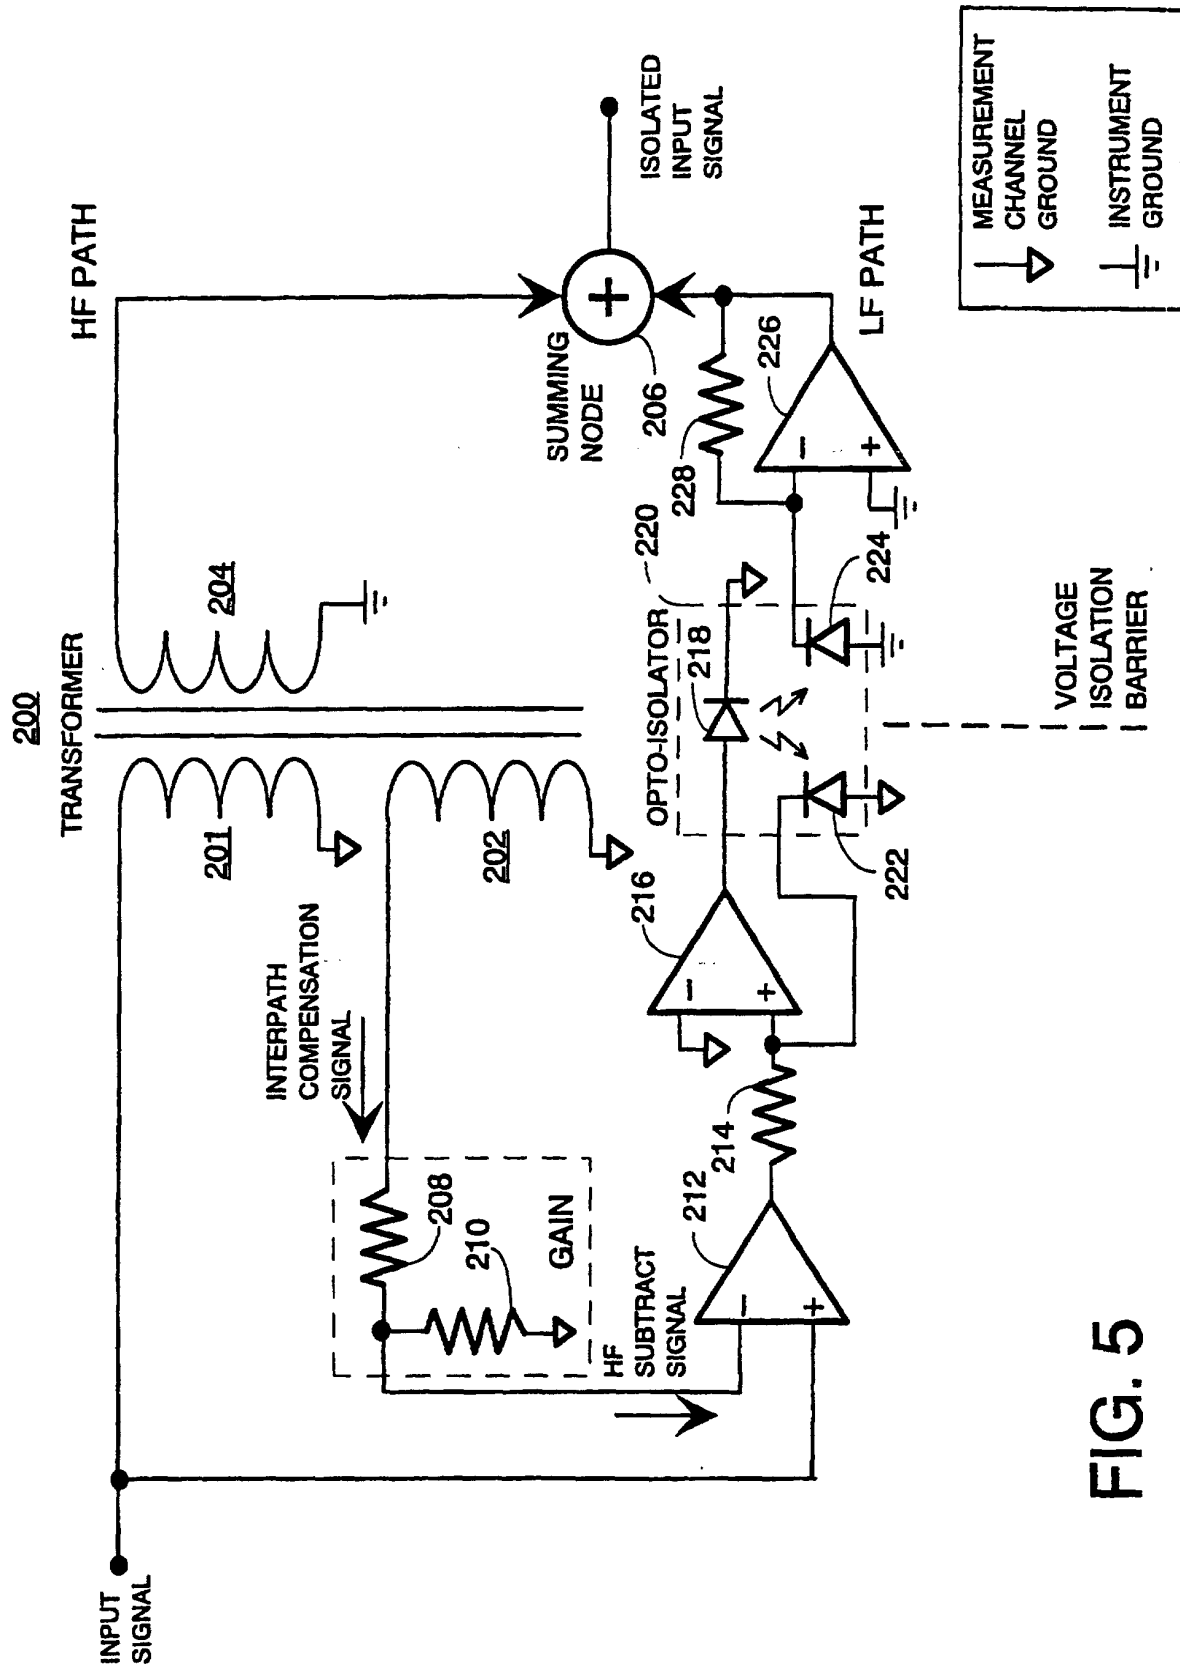 200
TRANSFORMER
HF PATH
INPUT
SIGNAL
201
204
202
INTERPATH
COMPENSATION
SIGNAL
208
210
GAIN
HF
SUBTRACT
SIGNAL
SUMMING
NODE
206
+
ISOLATED
INPUT
SIGNAL
212
-
+
214
216
-
+
OPTO-ISOLATOR
218
220
222
224
228
226
-
+
LF PATH
VOLTAGE
ISOLATION
BARRIER
MEASUREMENT
CHANNEL
GROUND
INSTRUMENT
GROUND
FIG. 5